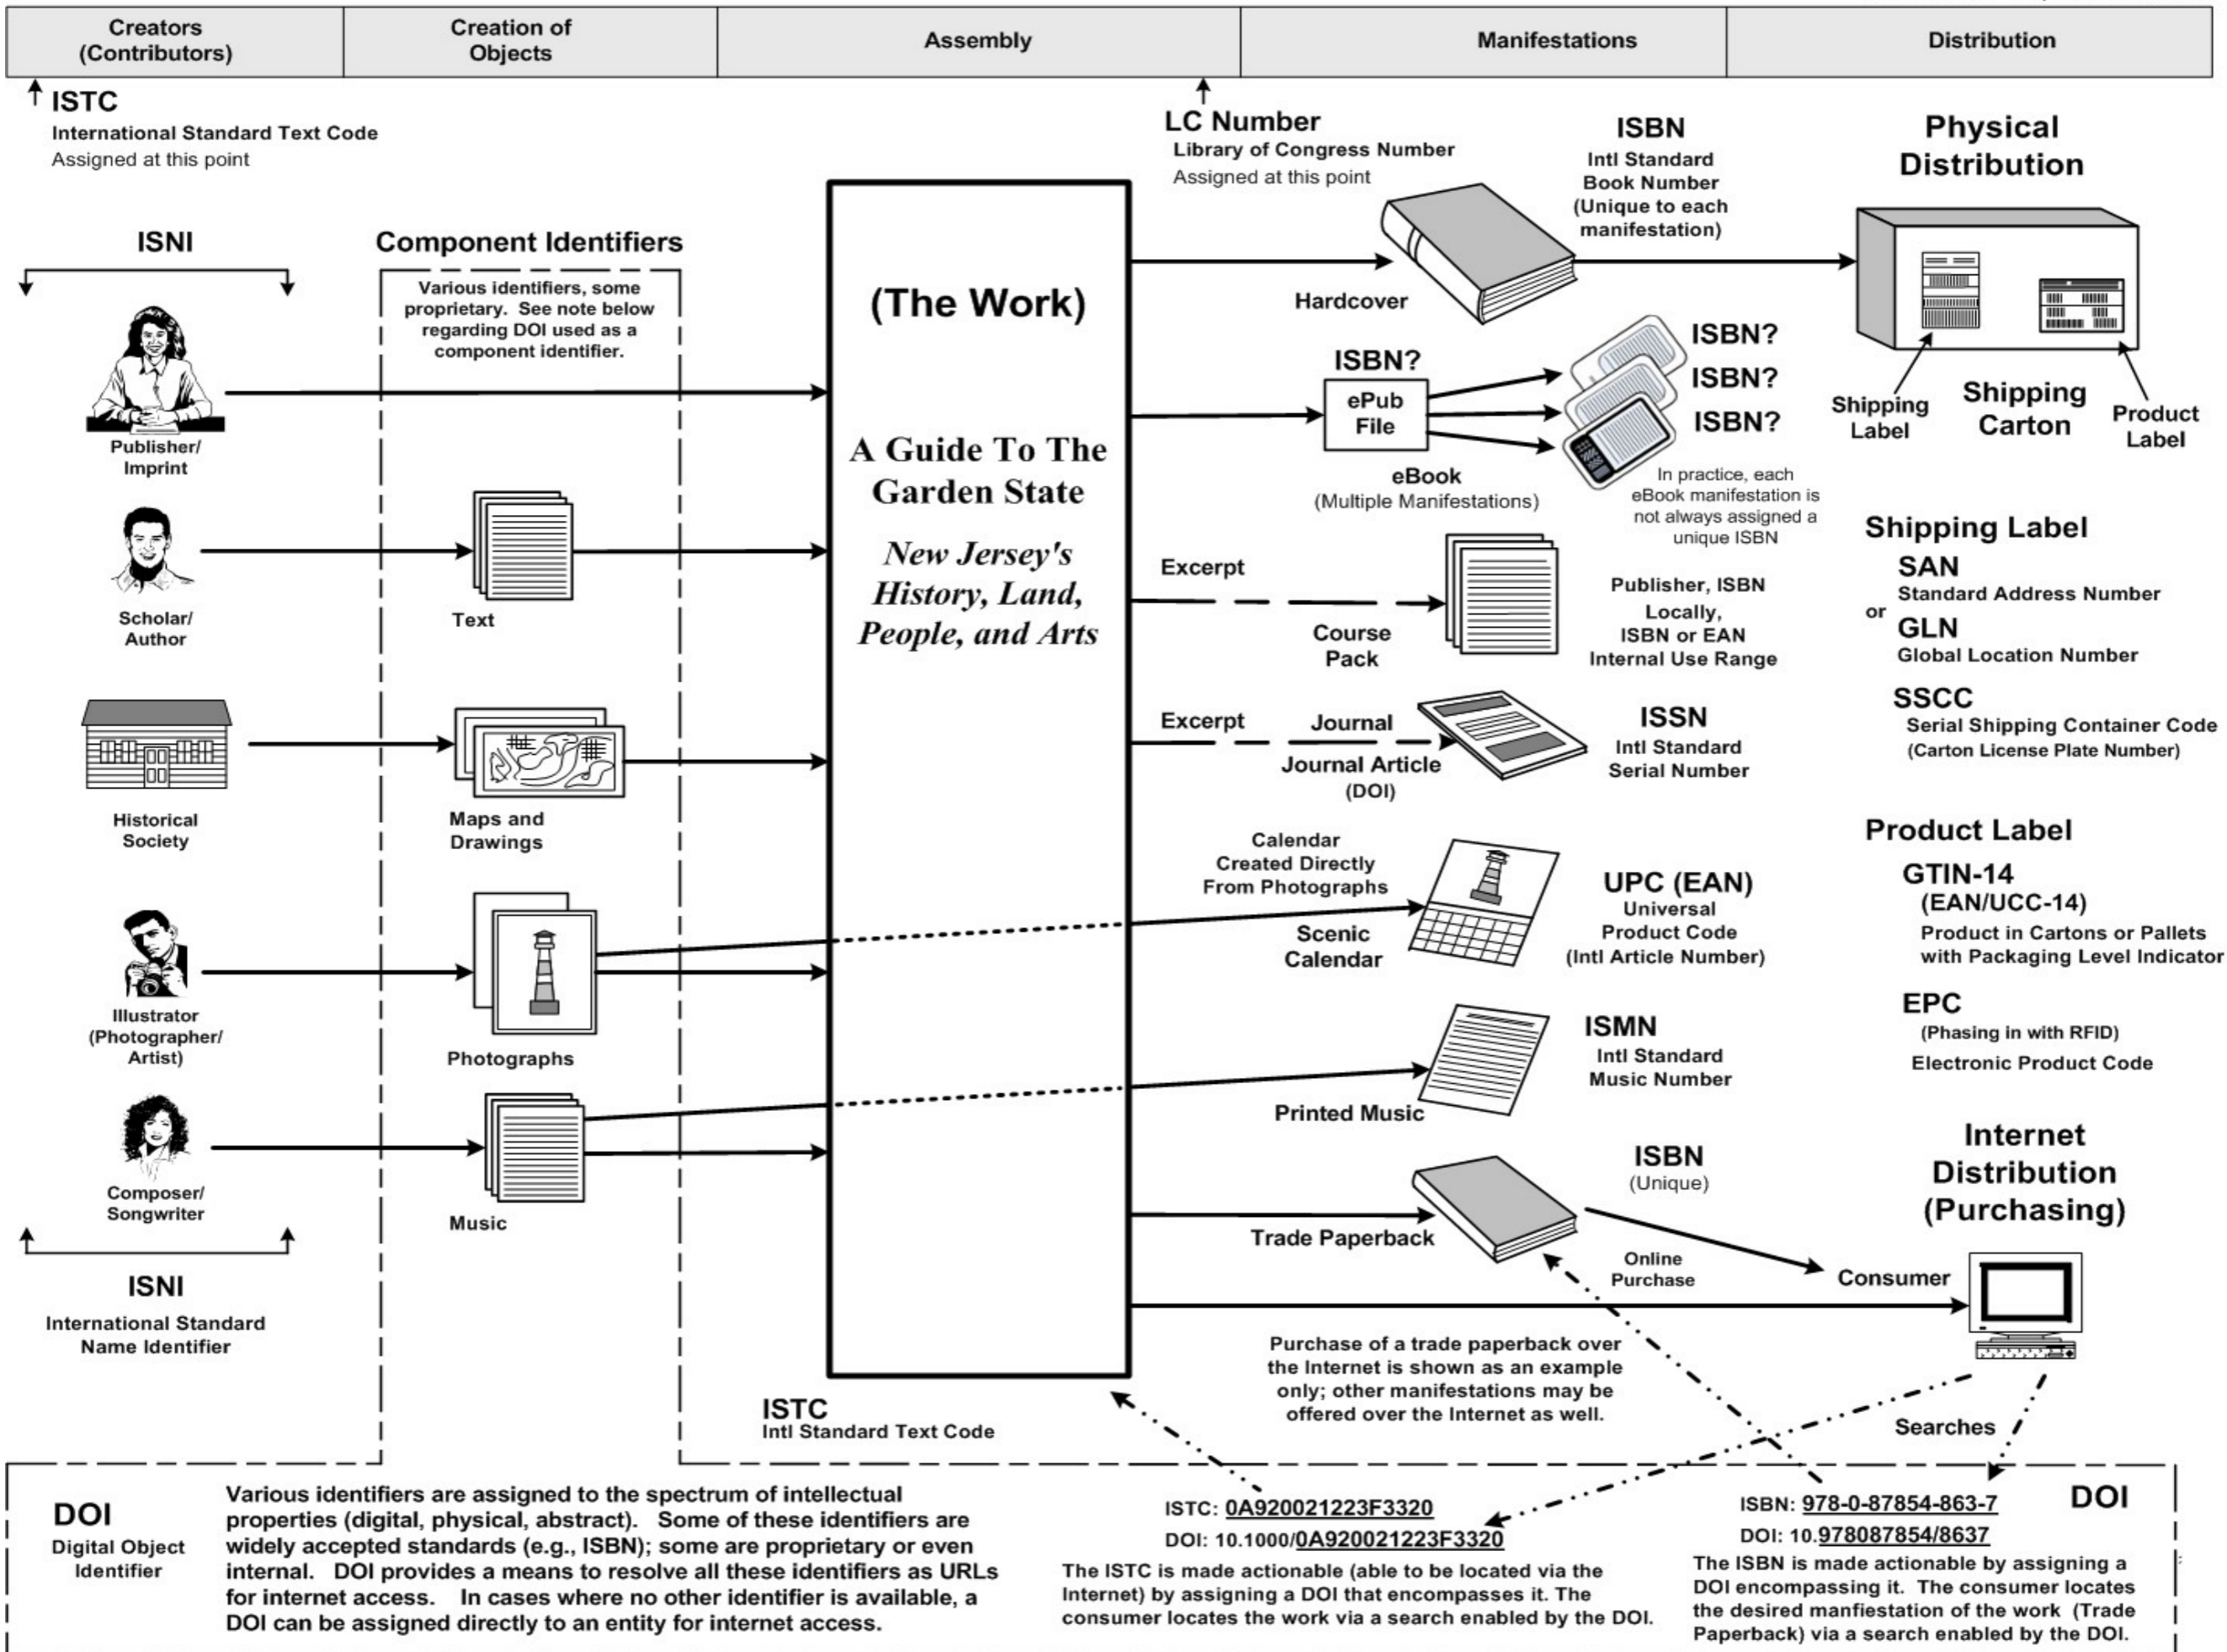 Creators
(Contributors)
Creation of
Objects
Assembly
Manifestations
Distribution
ISTC
International Standard Text Code
Assigned at this point
LC Number
Library of Congress Number
Assigned at this point
ISBN
Intl Standard
Book Number
(Unique to each
manifestation)
Physical
Distribution
ISNI
Component Identifiers
Various identifiers, some
proprietary. See note below
regarding DOI used as a
component identifier.
(The Work)
A Guide To The
Garden State
New Jersey's
History, Land,
People, and Arts
Publisher/
Imprint
Scholar/
Author
Text
Historical
Society
Maps and
Drawings
Illustrator
(Photographer/
Artist)
Photographs
Composer/
Songwriter
Music
ISNI
International Standard
Name Identifier
Hardcover
ISBN?
ePub
File
ISBN?
ISBN?
ISBN?
eBook
(Multiple Manifestations)
In practice, each
eBook manifestation is
not always assigned a
unique ISBN
Shipping
Label
Shipping
Carton
Product
Label
Excerpt
Course
Pack
Publisher, ISBN
Locally,
ISBN or EAN
Internal Use Range
Shipping Label
SAN
Standard Address Number
or
GLN
Global Location Number
SSCC
Serial Shipping Container Code
(Carton License Plate Number)
Excerpt
Journal
Journal Article
(DOI)
ISSN
Intl Standard
Serial Number
Calendar
Created Directly
From Photographs
Scenic
Calendar
UPC (EAN)
Universal
Product Code
(Intl Article Number)
Product Label
GTIN-14
(EAN/UCC-14)
Product in Cartons or Pallets
with Packaging Level Indicator
EPC
(Phasing in with RFID)
Electronic Product Code
Printed Music
ISMN
Intl Standard
Music Number
Trade Paperback
ISBN
(Unique)
Online
Purchase
Internet
Distribution
(Purchasing)
Consumer
Purchase of a trade paperback over
the Internet is shown as an example
only; other manifestations may be
offered over the Internet as well.
Searches
ISTC
Intl Standard Text Code
DOI
Digital Object
Identifier
Various identifiers are assigned to the spectrum of intellectual
properties (digital, physical, abstract). Some of these identifiers are
widely accepted standards (e.g., ISBN); some are proprietary or even
internal. DOI provides a means to resolve all these identifiers as URLs
for internet access. In cases where no other identifier is available, a
DOI can be assigned directly to an entity for internet access.
ISTC: 0A920021223F3320
DOI: 10.1000/0A920021223F3320
The ISTC is made actionable (able to be located via the
Internet) by assigning a DOI that encompasses it. The
consumer locates the work via a search enabled by the DOI.
ISBN: 978-0-87854-863-7
DOI
DOI: 10.978087854/8637
The ISBN is made actionable by assigning a
DOI encompassing it. The consumer locates
the desired manfiestation of the work (Trade
Paperback) via a search enabled by the DOI.